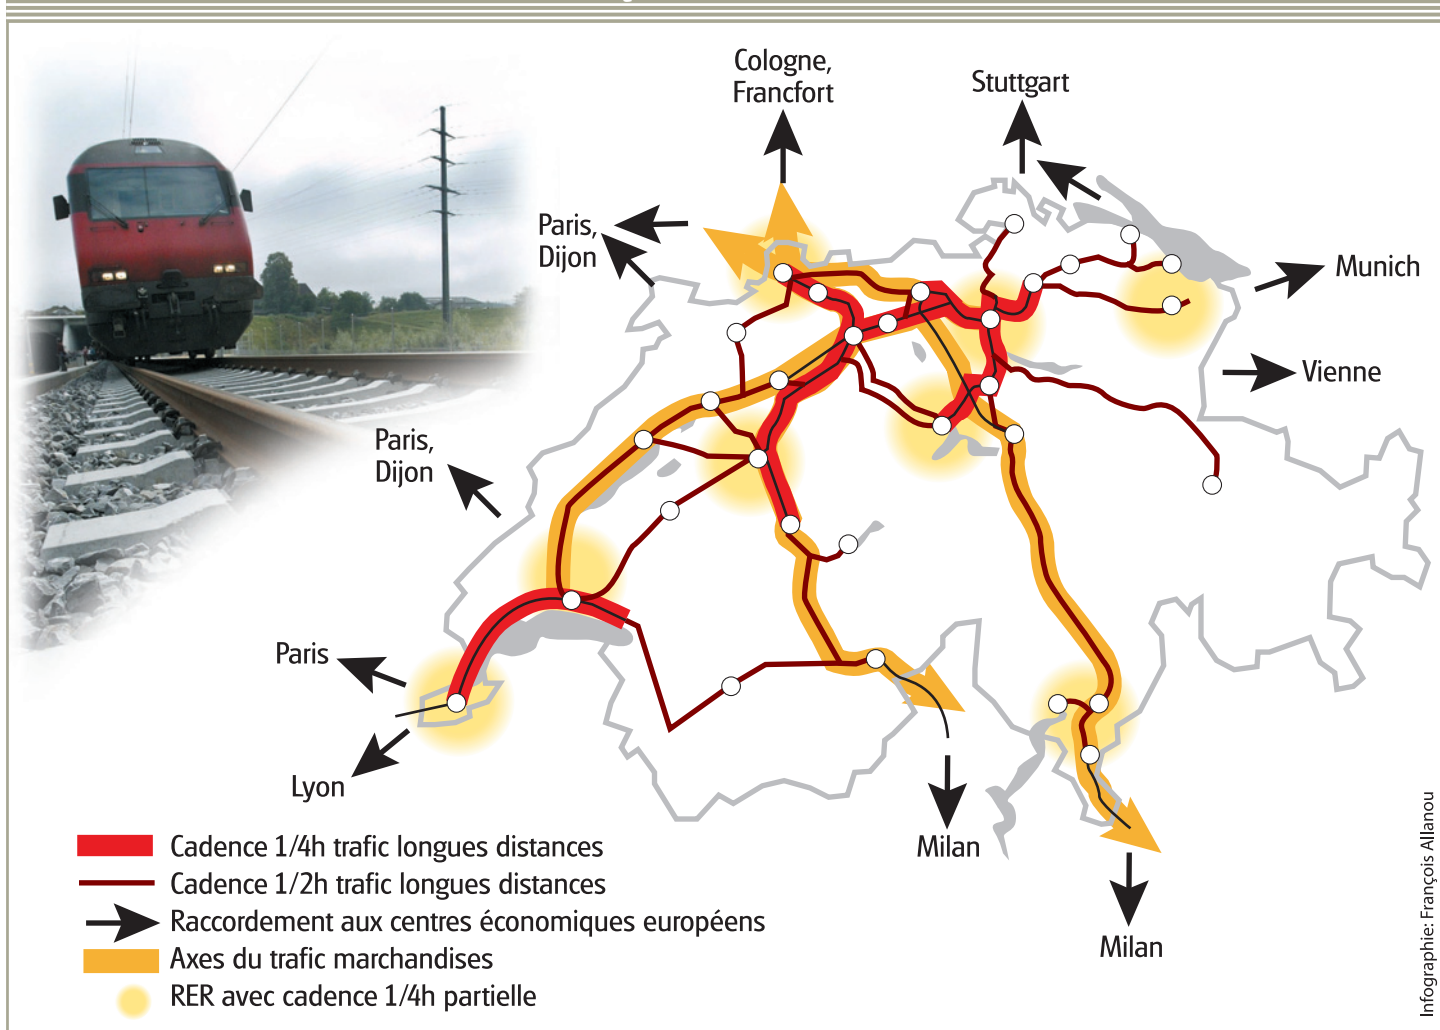 Cologne,
Francfort
Stuttgart
Paris,
Dijon
Munich
Vienne
Paris,
Dijon
Paris
Lyon
Milan
Milan
Cadence 1/4h trafic longues distances
Cadence 1/2h trafic longues distances
Raccordement aux centres économiques européens
Axes du trafic marchandises
RER avec cadence 1/4h partielle
Infographie: François Allanou